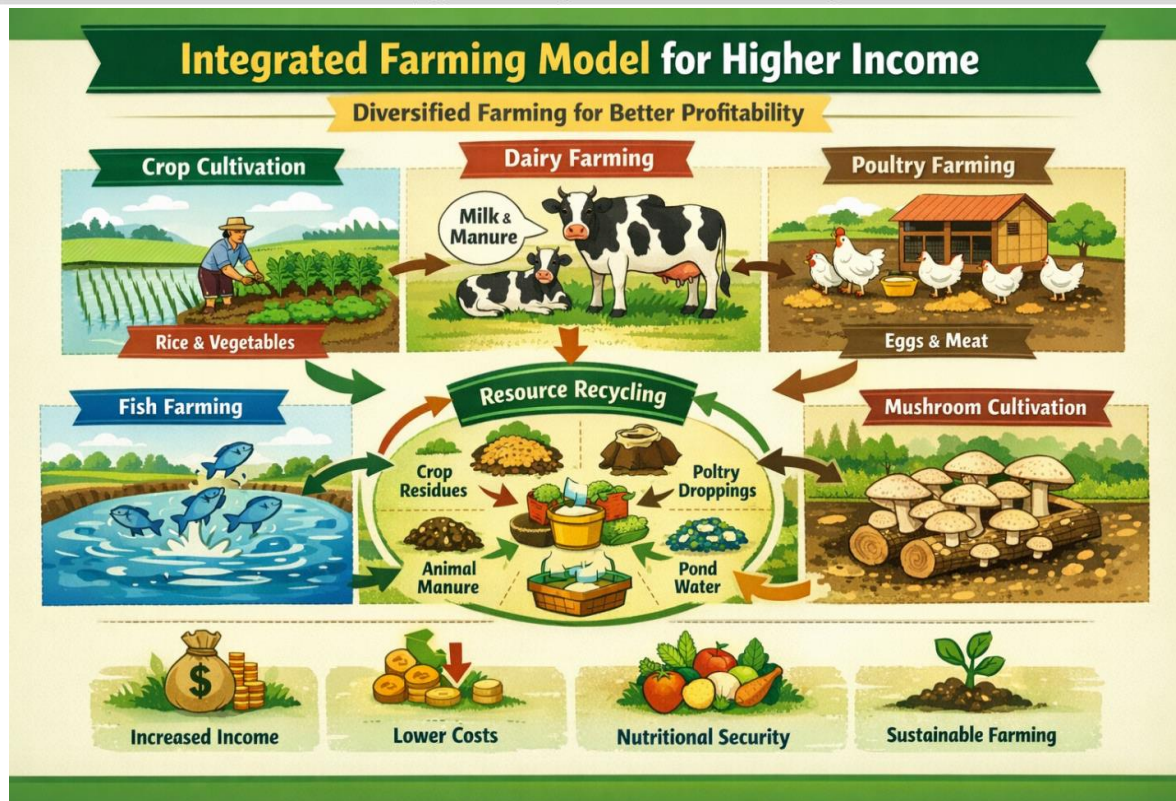 Integrated Farming Model for Higher Income
Diversified Farming for Better Profitability
Crop Cultivation
Dairy Farming
Poultry Farming
Milk &
Manure
Rice & Vegetables
Eggs & Meat
Fish Farming
Resource Recycling
Mushroom Cultivation
Crop
Residues
Poltry
Droppings
Animal
Manure
Pond
Water
$
Increased Income
Lower Costs
Nutritional Security
Sustainable Farming